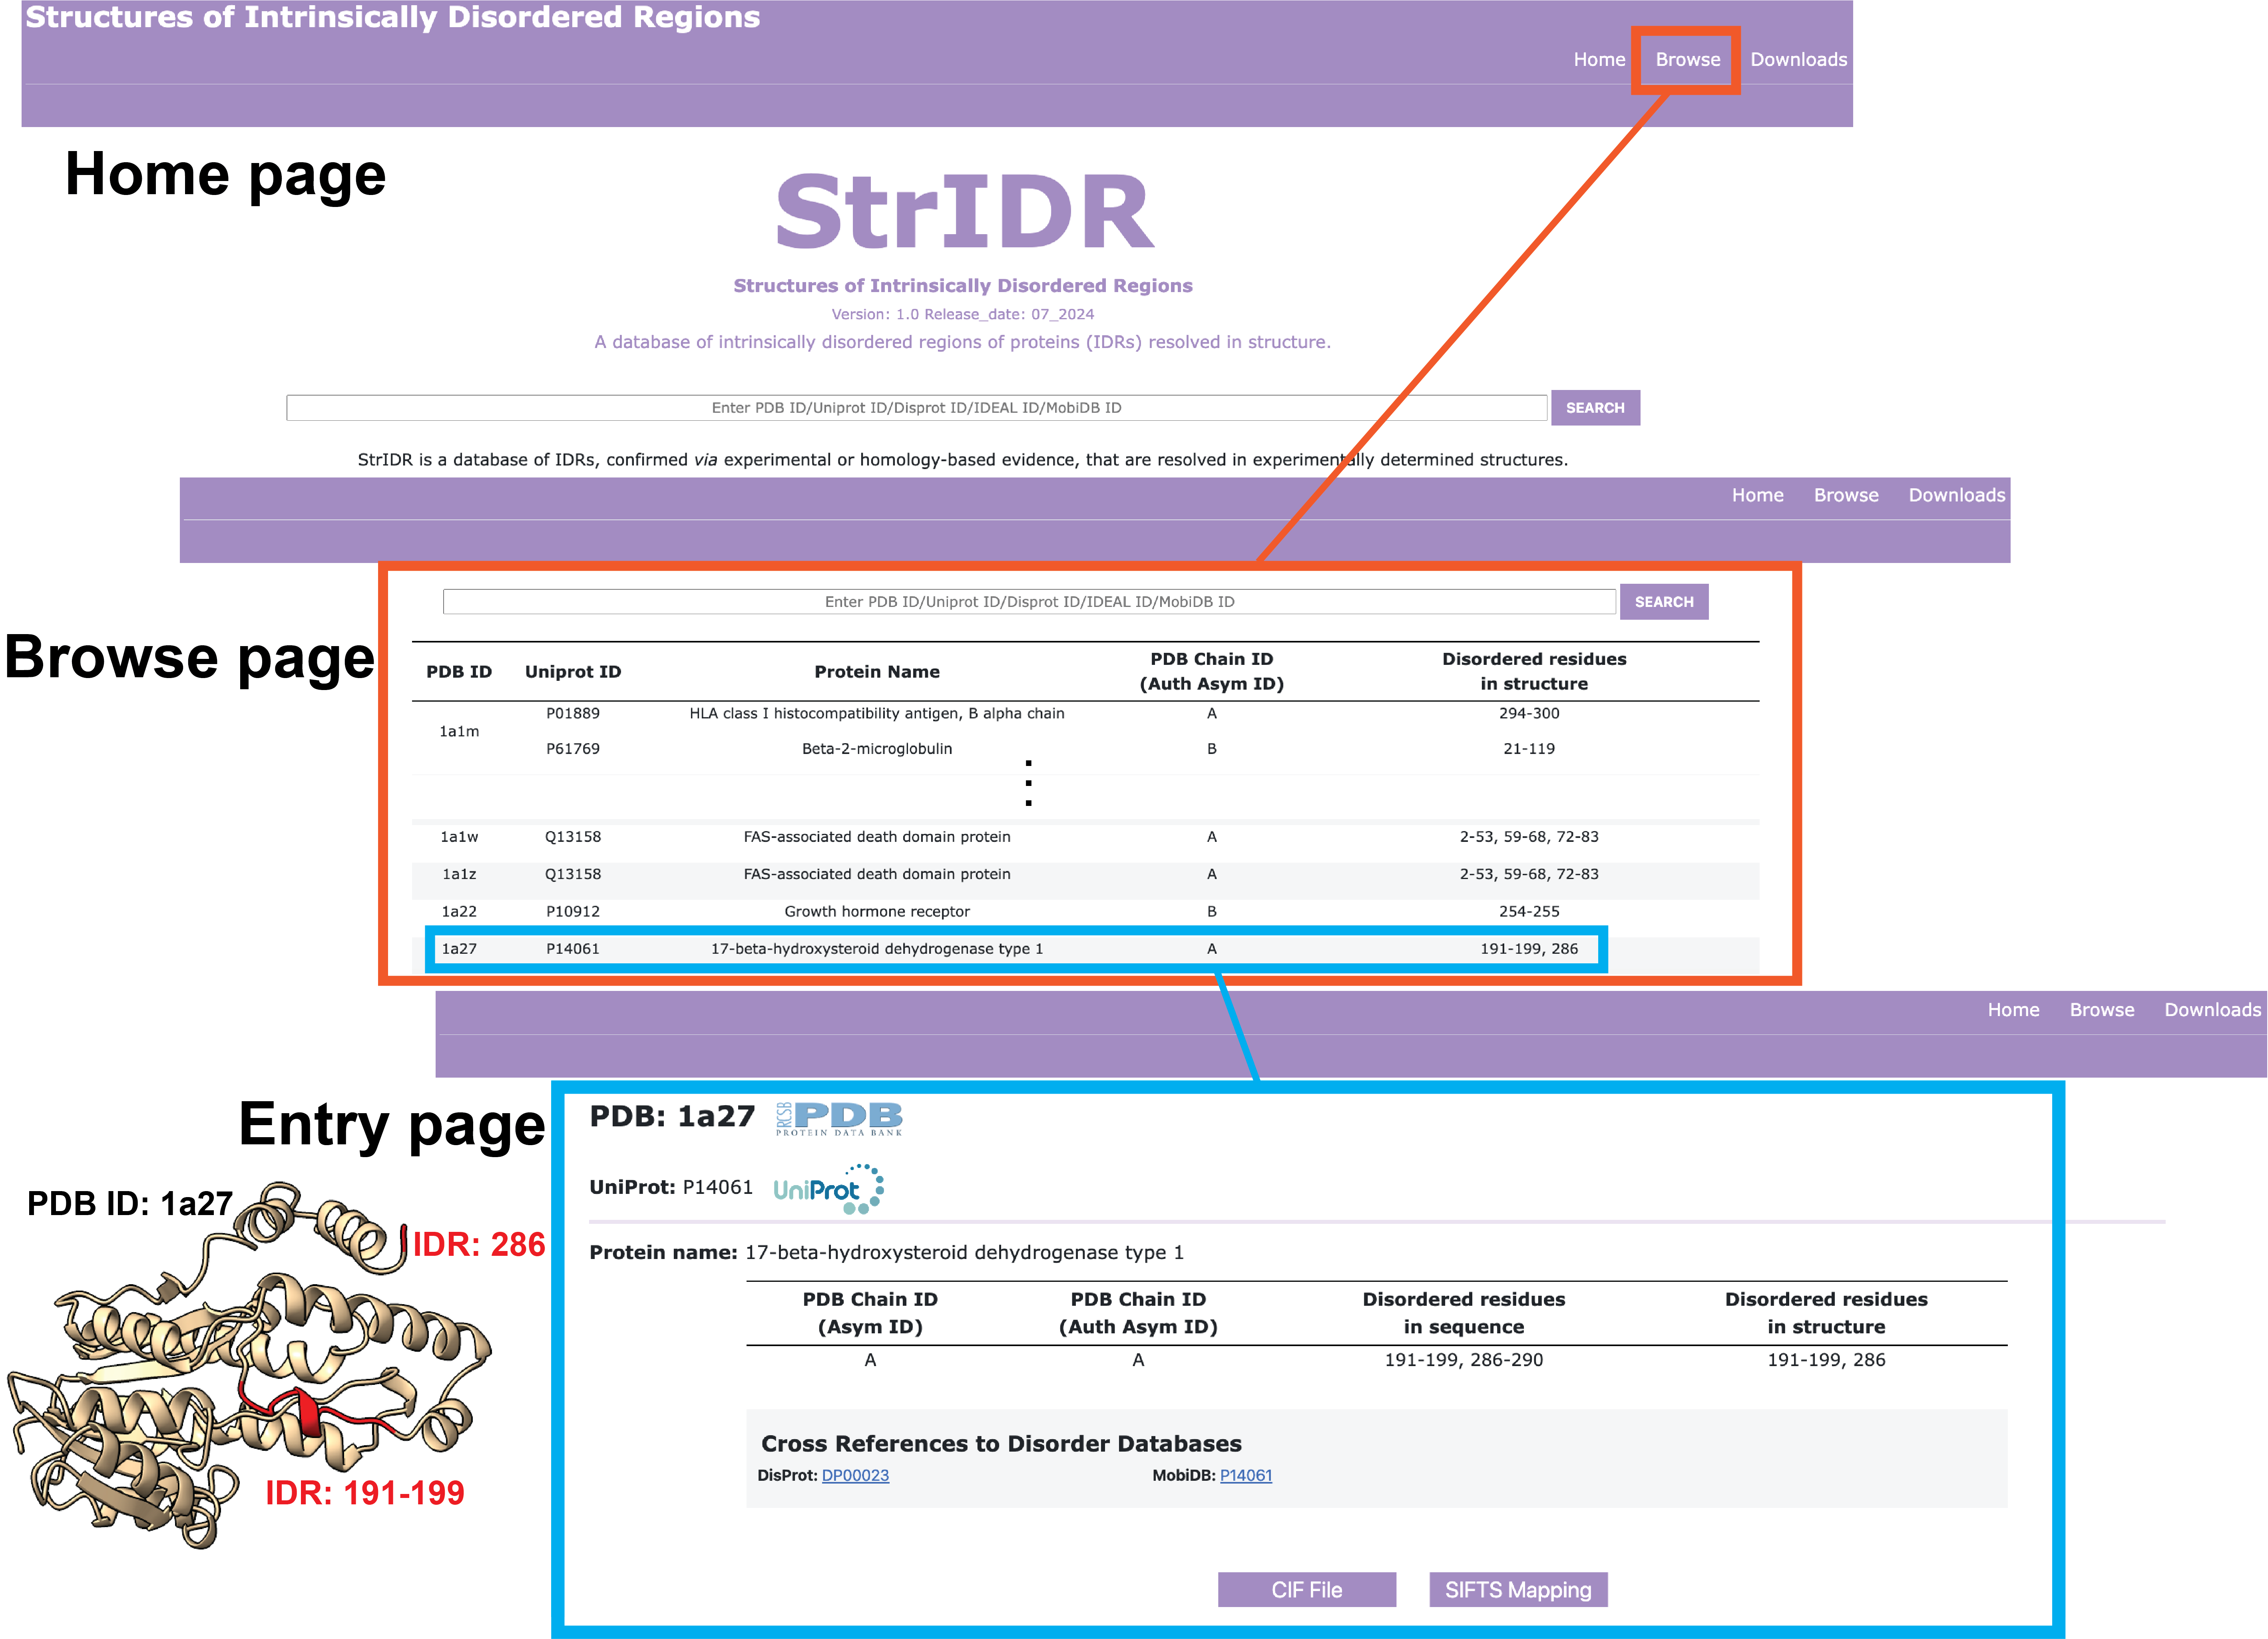 Structures of Intrinsically Disordered Regions
Home Browse Downloads
Home page
StrIDR
Structures of Intrinsically Disordered Regions
Version: 1.0 Release_date: 07_2024
A database of intrinsically disordered regions of proteins (IDRs) resolved in structure.
Enter PDB ID/Uniprot ID/Disprot ID/IDEAL ID/MobiDB ID SEARCH
StrIDR is a database of IDRs, confirmed via experimental or homology-based evidence, that are resolved in experimentally determined structures.
Home Browse Downloads
Browse page
Enter PDB ID/Uniprot ID/Disprot ID/IDEAL ID/MobiDB ID SEARCH
PDB ID Uniprot ID Protein Name PDB Chain ID (Auth Asym ID) Disordered residues in structure
1a1m P01889 HLA class I histocompatibility antigen, B alpha chain A 294-300
P61769 Beta-2-microglobulin B 21-119
1a1w Q13158 FAS-associated death domain protein A 2-53, 59-68, 72-83
1a1z Q13158 FAS-associated death domain protein A 2-53, 59-68, 72-83
1a22 P10912 Growth hormone receptor B 254-255
1a27 P14061 17-beta-hydroxysteroid dehydrogenase type 1 A 191-199, 286
Home Browse Downloads
Entry page
PDB: 1a27 RCSB PDB
PROTEIN DATA BANK
UniProt: P14061 UniProt
Protein name: 17-beta-hydroxysteroid dehydrogenase type 1
PDB Chain ID (Asym ID) PDB Chain ID (Auth Asym ID) Disordered residues in sequence Disordered residues in structure
A A 191-199, 286-290 191-199, 286
Cross References to Disorder Databases
DisProt: DP00023 MobiDB: P14061
CIF File SIFTS Mapping
PDB ID: 1a27
IDR: 286
IDR: 191-199